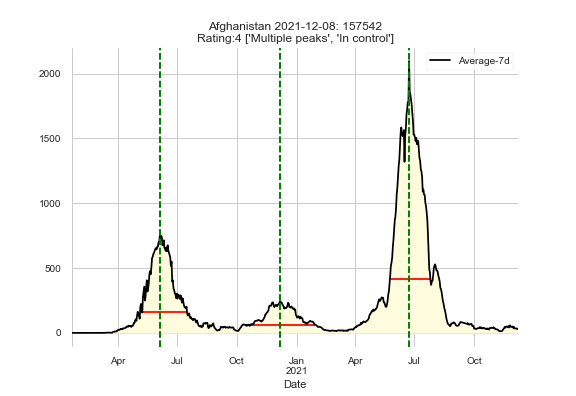 Afghanistan 2021-12-08: 157542
Rating:4 ['Multiple peaks', 'In control']
Average-7d
2000
1500
1000
500
0
Apr Jul Oct Jan Apr Jul Oct
2021
Date